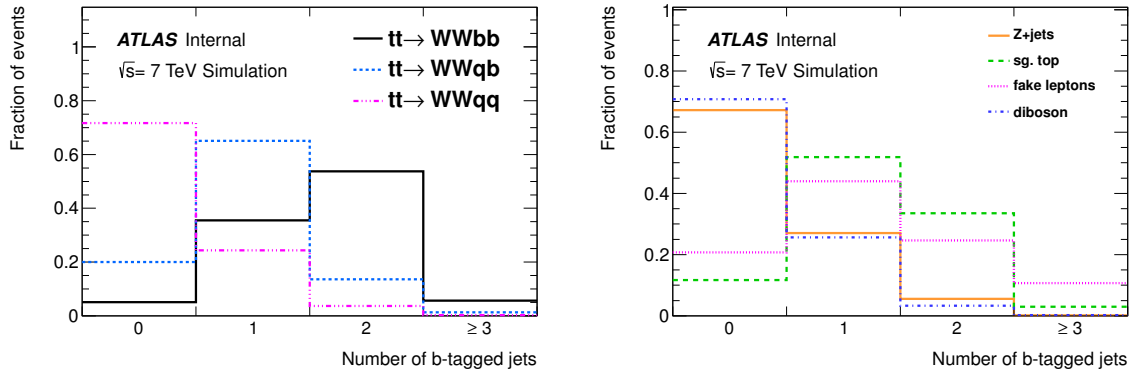 Fraction of events
1
0.8
0.6
0.4
0.2
0
ATLAS Internal
√s= 7 TeV Simulation
tt→ WWbb
tt→ WWqb
tt→ WWqq
0 1 2 ≥ 3
Number of b-tagged jets
Fraction of events
1
0.8
0.6
0.4
0.2
0
ATLAS Internal
√s= 7 TeV Simulation
Z+jets
sg. top
fake leptons
diboson
0 1 2 ≥ 3
Number of b-tagged jets